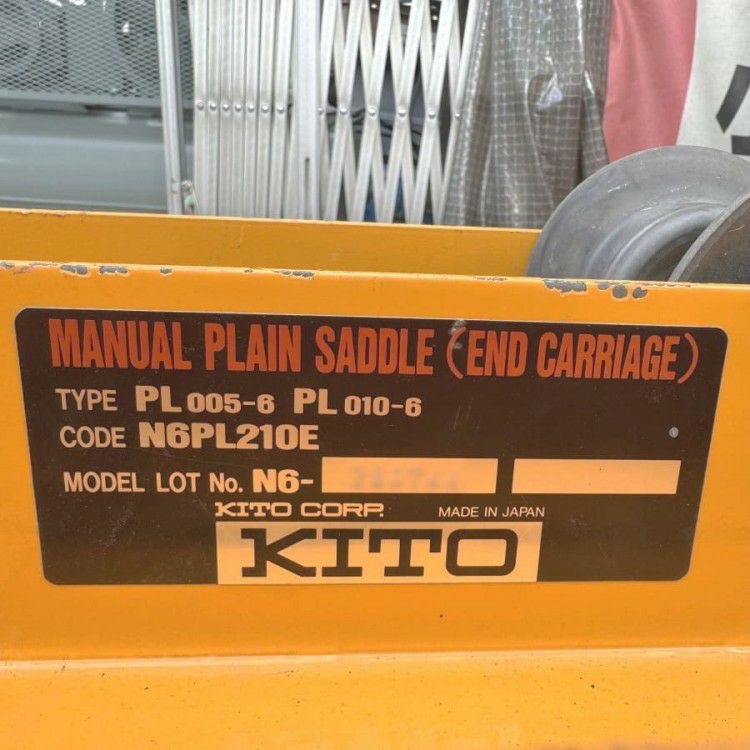 MANUAL PLAIN SADDLE (END CARRIAGE)
TYPE PL 005-6 PL 010-6
CODE N6PL210E
MODEL LOT No. N6-
KITO CORP. MADE IN JAPAN
KITO